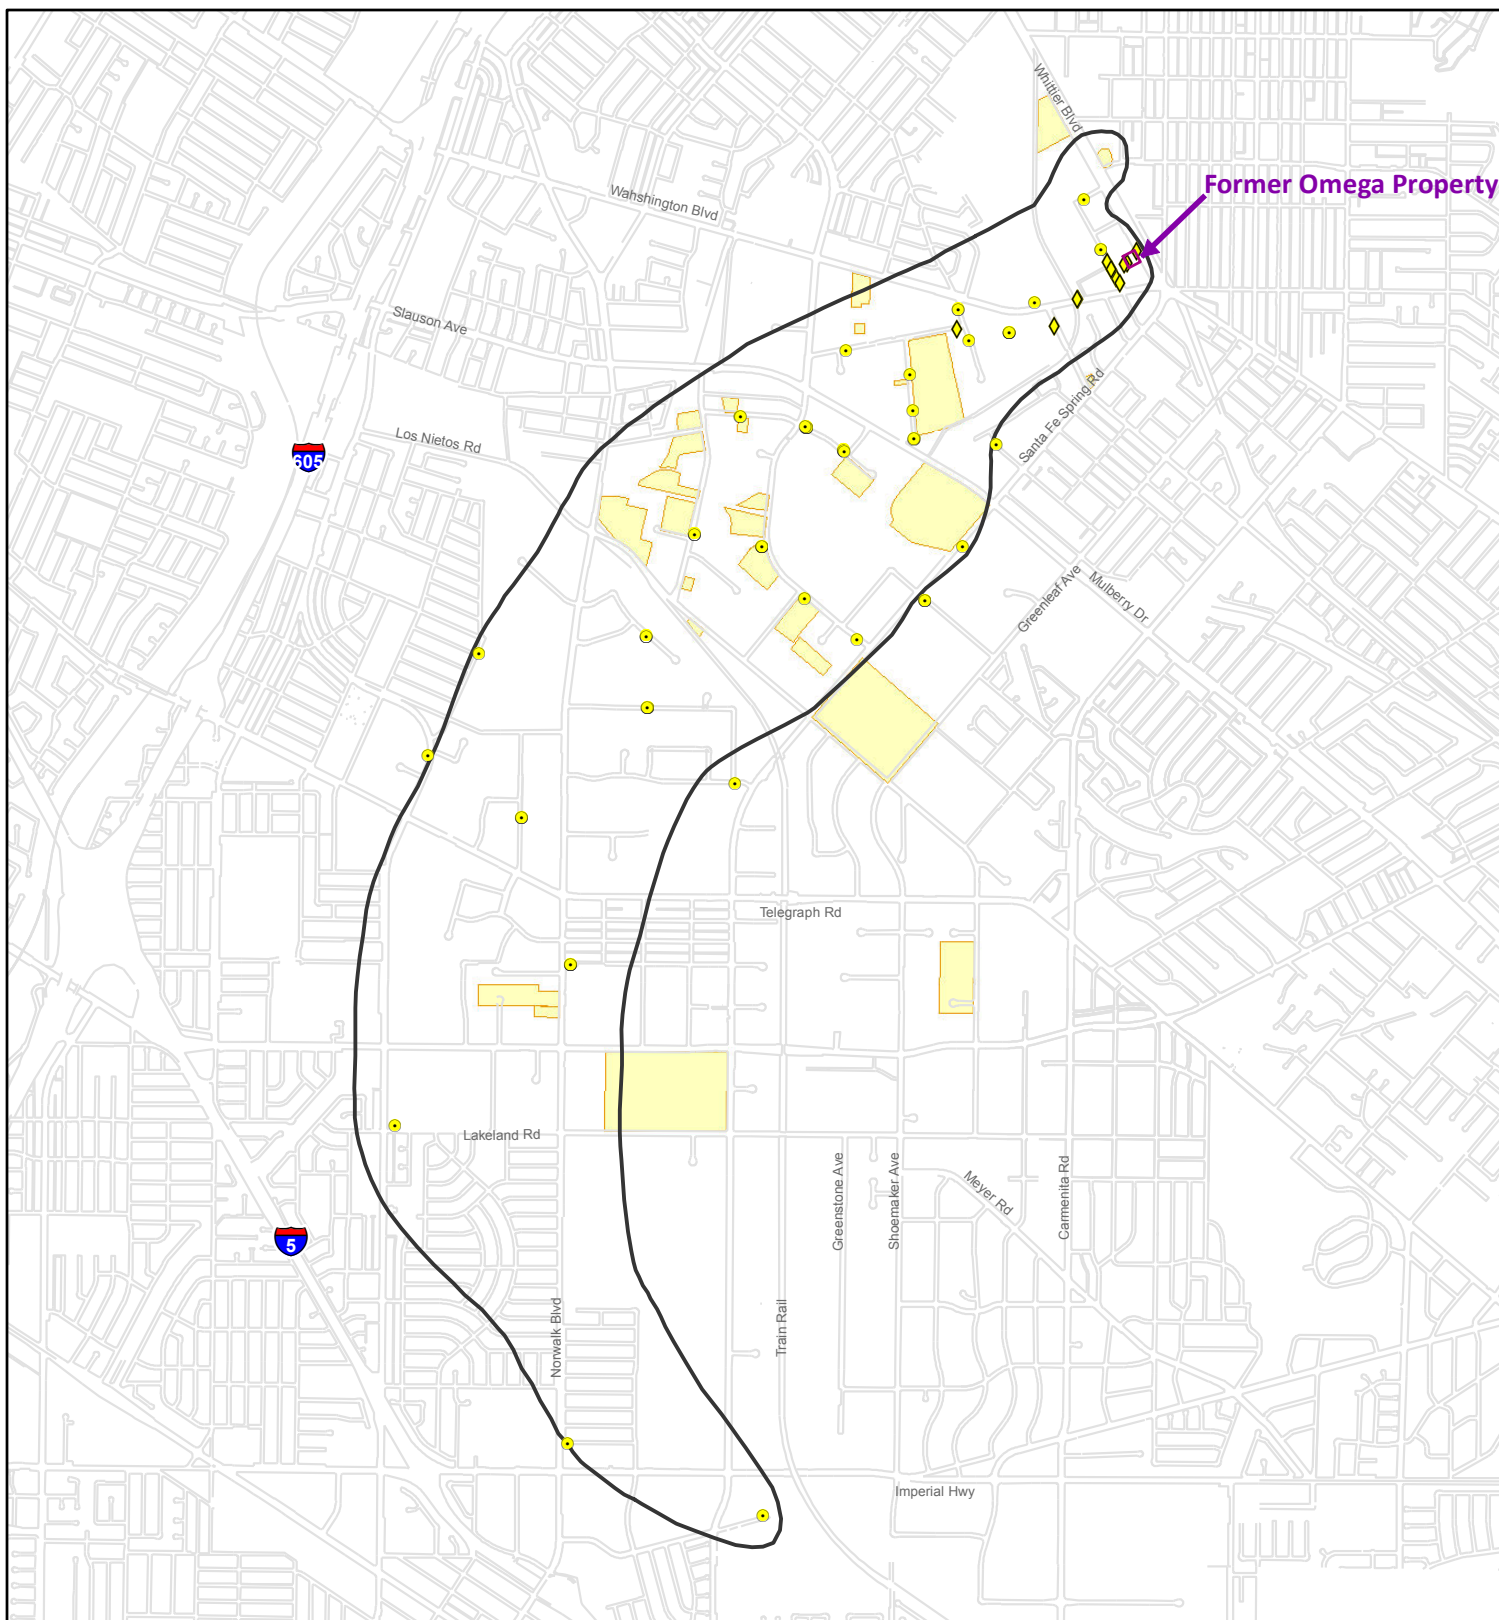 Whittier Blvd
Former Omega Property
Wahshington Blvd
Slauson Ave
Santa Fe Spring Rd
Los Nietos Rd
605
Greenleaf Ave
Mulberry Dr
Telegraph Rd
Lakeland Rd
Greenstone Ave
Shoemaker Ave
Meyer Rd
Carmenita Rd
5
Norwalk Blvd
Train Rail
Imperial Hwy